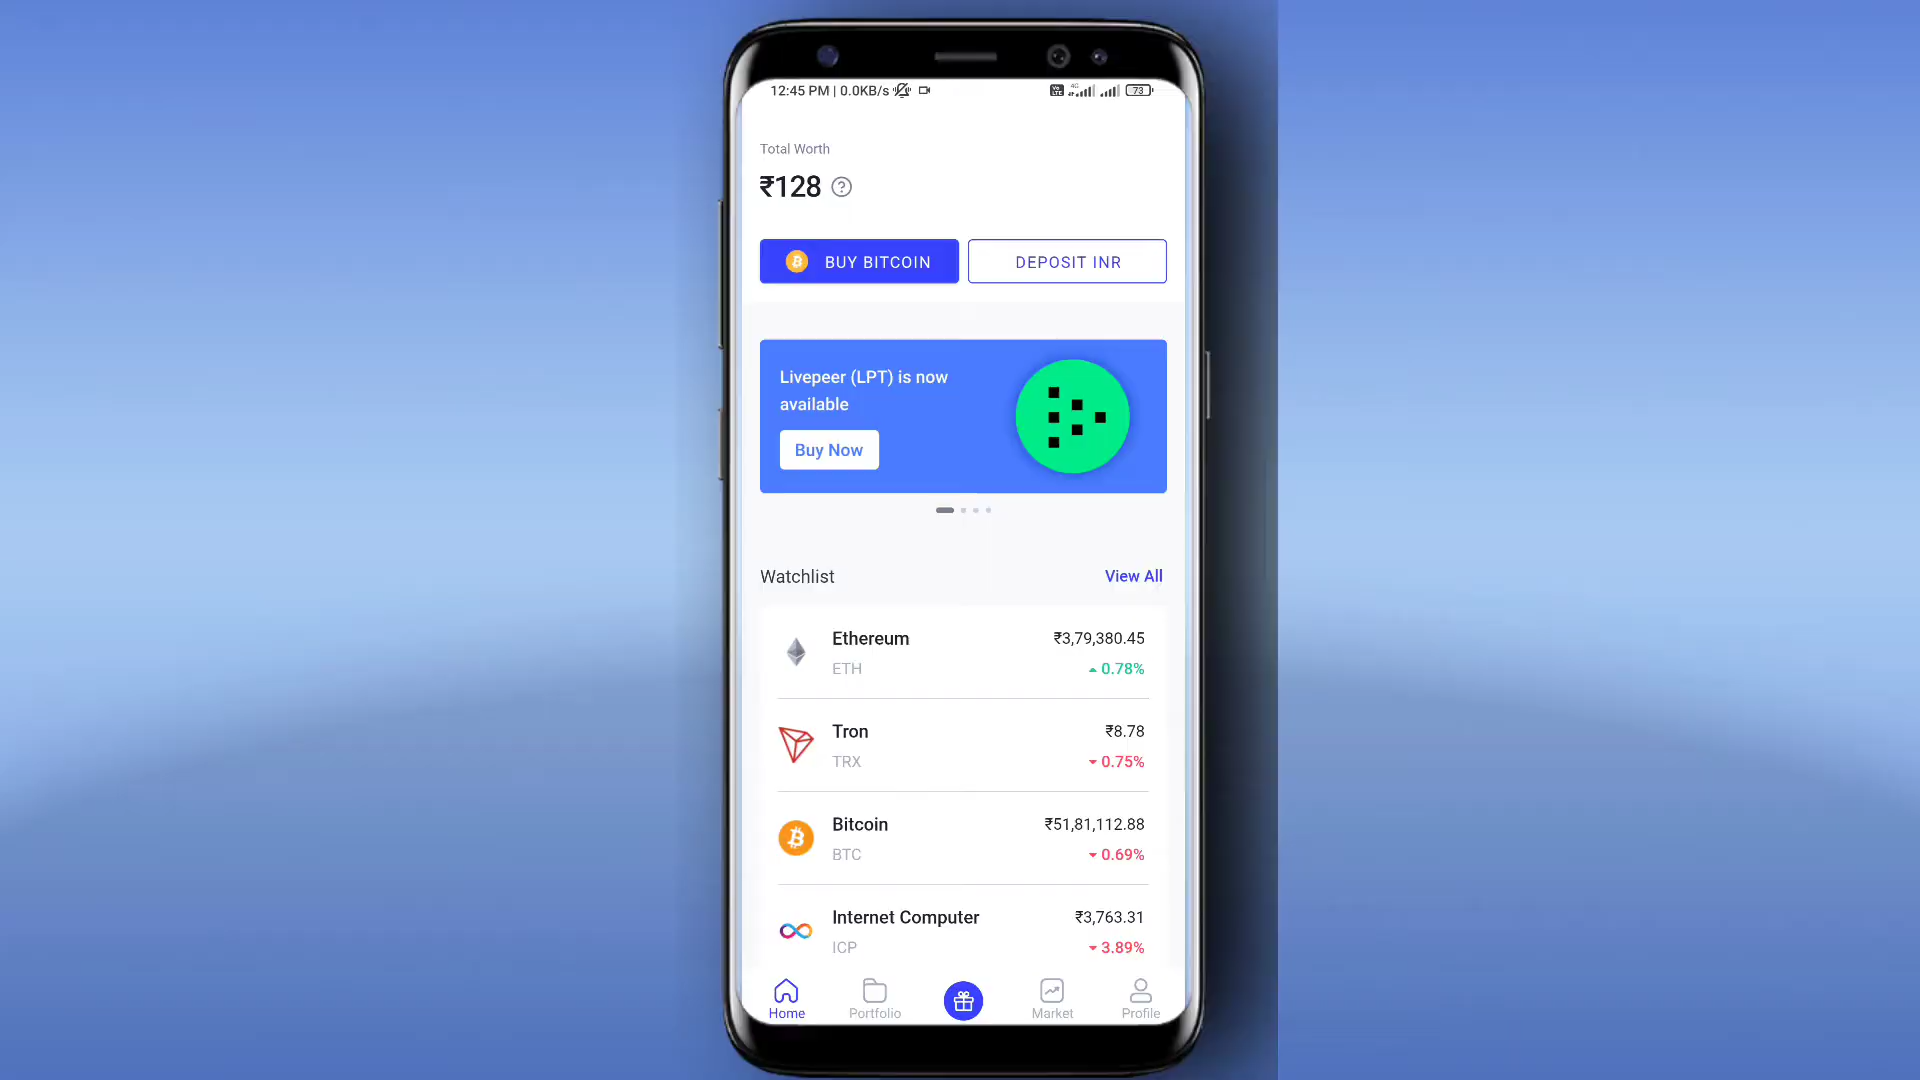 12:45 PM | 0.0KB/s
4G
73
Total Worth
₹128
BUY BITCOIN
DEPOSIT INR
Livepeer (LPT) is now
available
Buy Now
Watchlist
View All
Ethereum
₹3,79,380.45
ETH
0.78%
Tron
₹8.78
TRX
0.75%
Bitcoin
₹51,81,112.88
BTC
0.69%
Internet Computer
₹3,763.31
ICP
3.89%
Home
Portfolio
Market
Profile